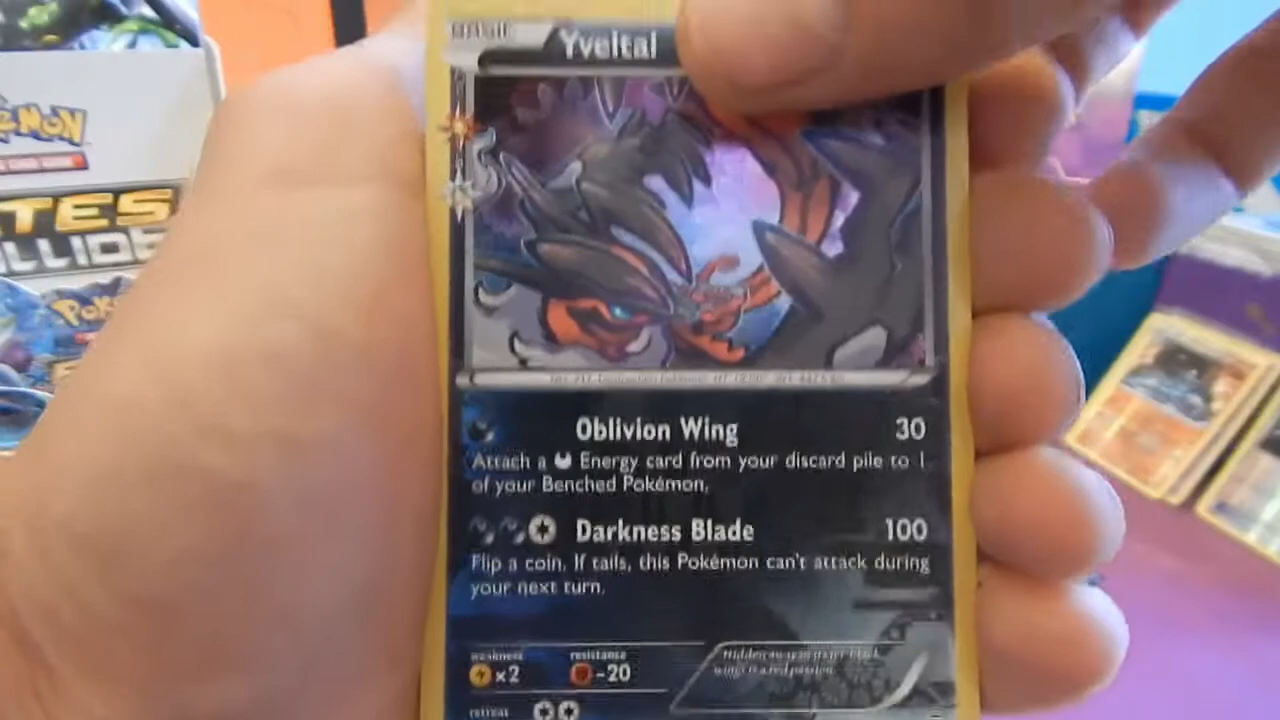 BASIC
Yveltal
Oblivion Wing 30
Attach a Energy card from your discard pile to 1
of your Benched Pokémon.
Darkness Blade 100
Flip a coin. If tails, this Pokémon can't attack during
your next turn.
weakness
×2
resistance
-20
retreat
TES
LLIDE
POK